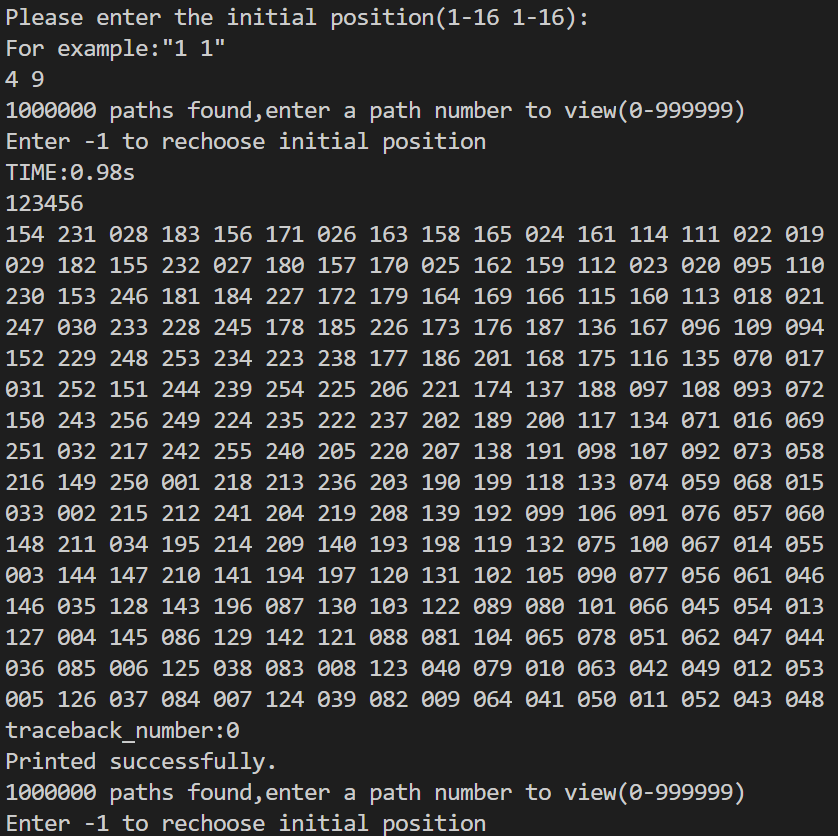 Please enter the initial position(1-16 1-16):
For example:"1 1"
4 9
1000000 paths found,enter a path number to view(0-999999)
Enter -1 to rechoose initial position
TIME:0.98s
123456
154 231 028 183 156 171 026 163 158 165 024 161 114 111 022 019
029 182 155 232 027 180 157 170 025 162 159 112 023 020 095 110
230 153 246 181 184 227 172 179 164 169 166 115 160 113 018 021
247 030 233 228 245 178 185 226 173 176 187 136 167 096 109 094
152 229 248 253 234 223 238 177 186 201 168 175 116 135 070 017
031 252 151 244 239 254 225 206 221 174 137 188 097 108 093 072
150 243 256 249 224 235 222 237 202 189 200 117 134 071 016 069
251 032 217 242 255 240 205 220 207 138 191 098 107 092 073 058
216 149 250 001 218 213 236 203 190 199 118 133 074 059 068 015
033 002 215 212 241 204 219 208 139 192 099 106 091 076 057 060
148 211 034 195 214 209 140 193 198 119 132 075 100 067 014 055
003 144 147 210 141 194 197 120 131 102 105 090 077 056 061 046
146 035 128 143 196 087 130 103 122 089 080 101 066 045 054 013
127 004 145 086 129 142 121 088 081 104 065 078 051 062 047 044
036 085 006 125 038 083 008 123 040 079 010 063 042 049 012 053
005 126 037 084 007 124 039 082 009 064 041 050 011 052 043 048
traceback_number:0
Printed successfully.
1000000 paths found,enter a path number to view(0-999999)
Enter -1 to rechoose initial position